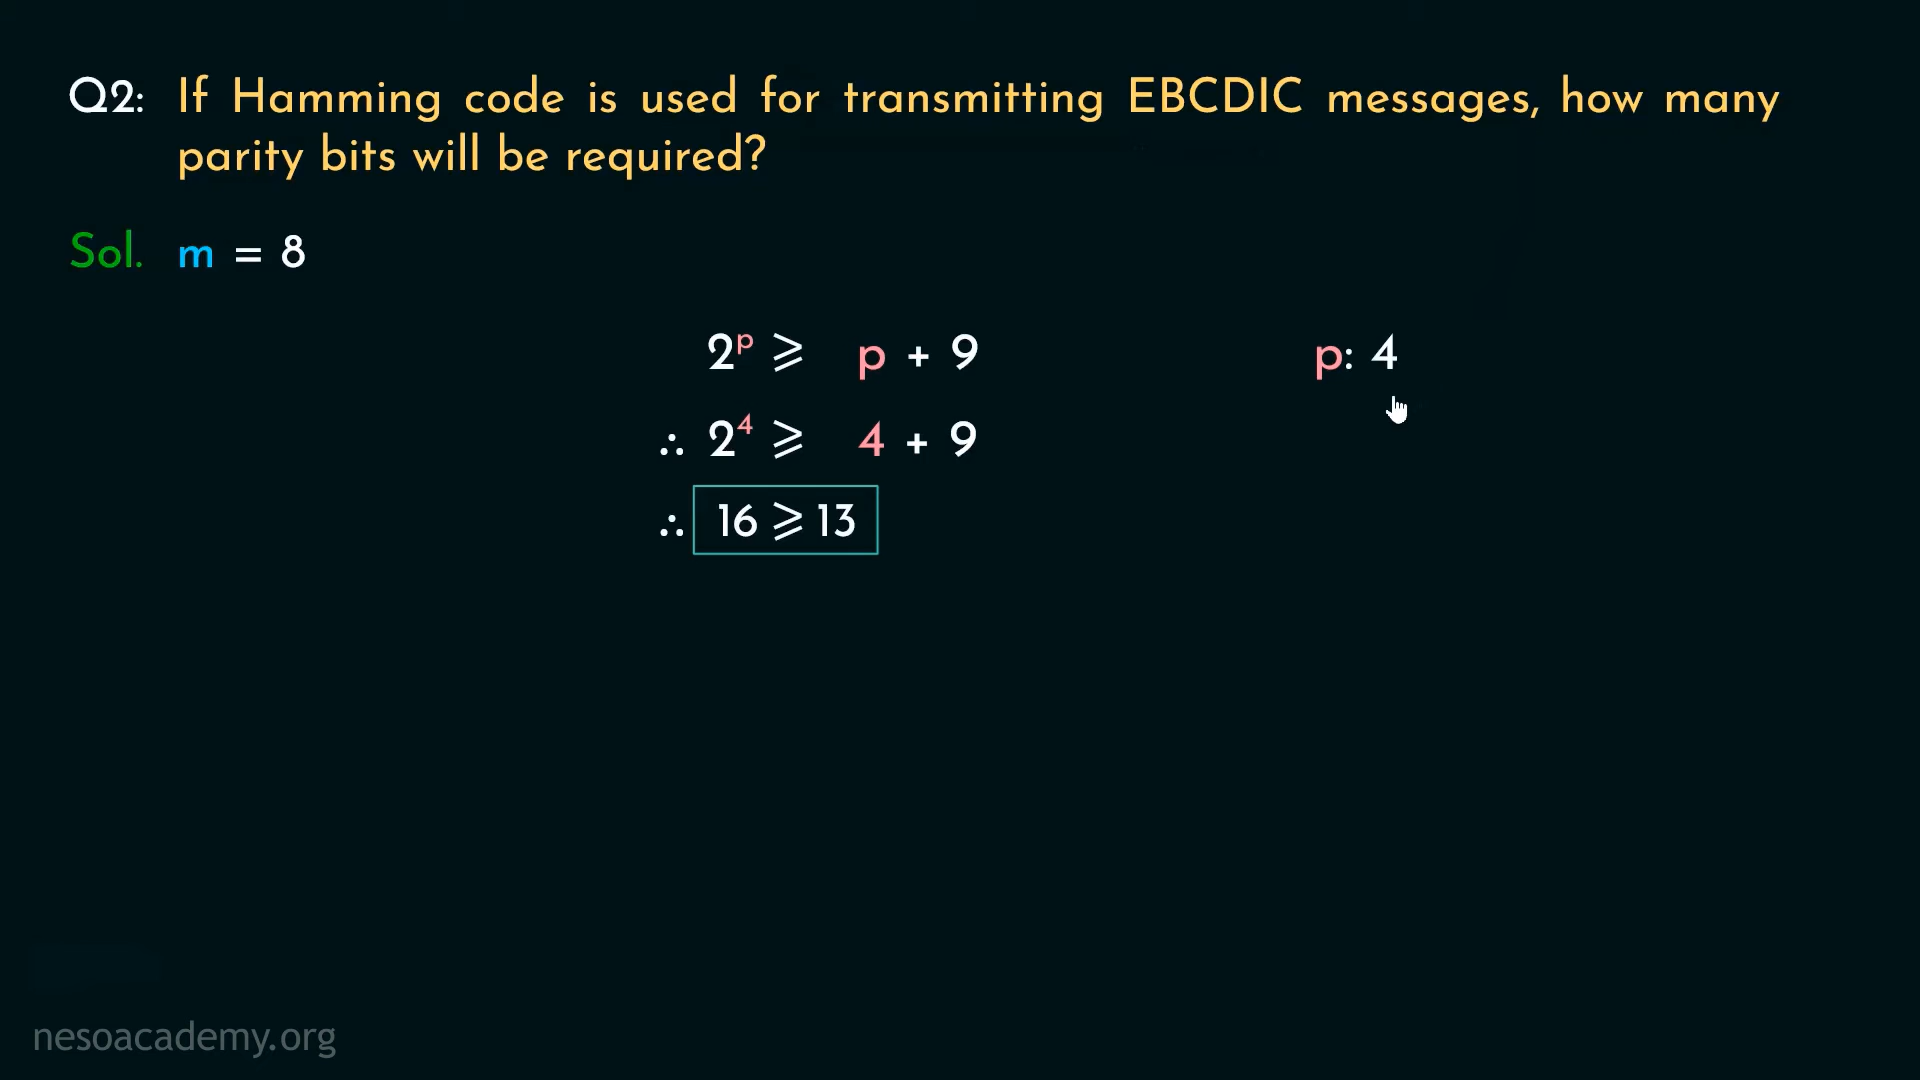 Q2: If Hamming code is used for transmitting EBCDIC messages, how many
parity bits will be required?
Sol. m = 8
2ᵖ ⩾ p + 9
p: 4
∴ 2⁴ ⩾ 4 + 9
∴ 16 ⩾ 13
nesoacademy.org